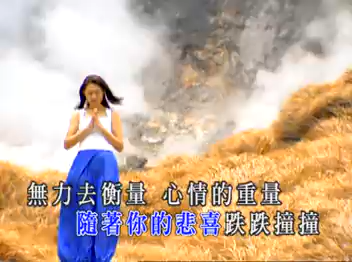 無力去衡量 心情的重量
隨著你的悲喜跌跌撞撞